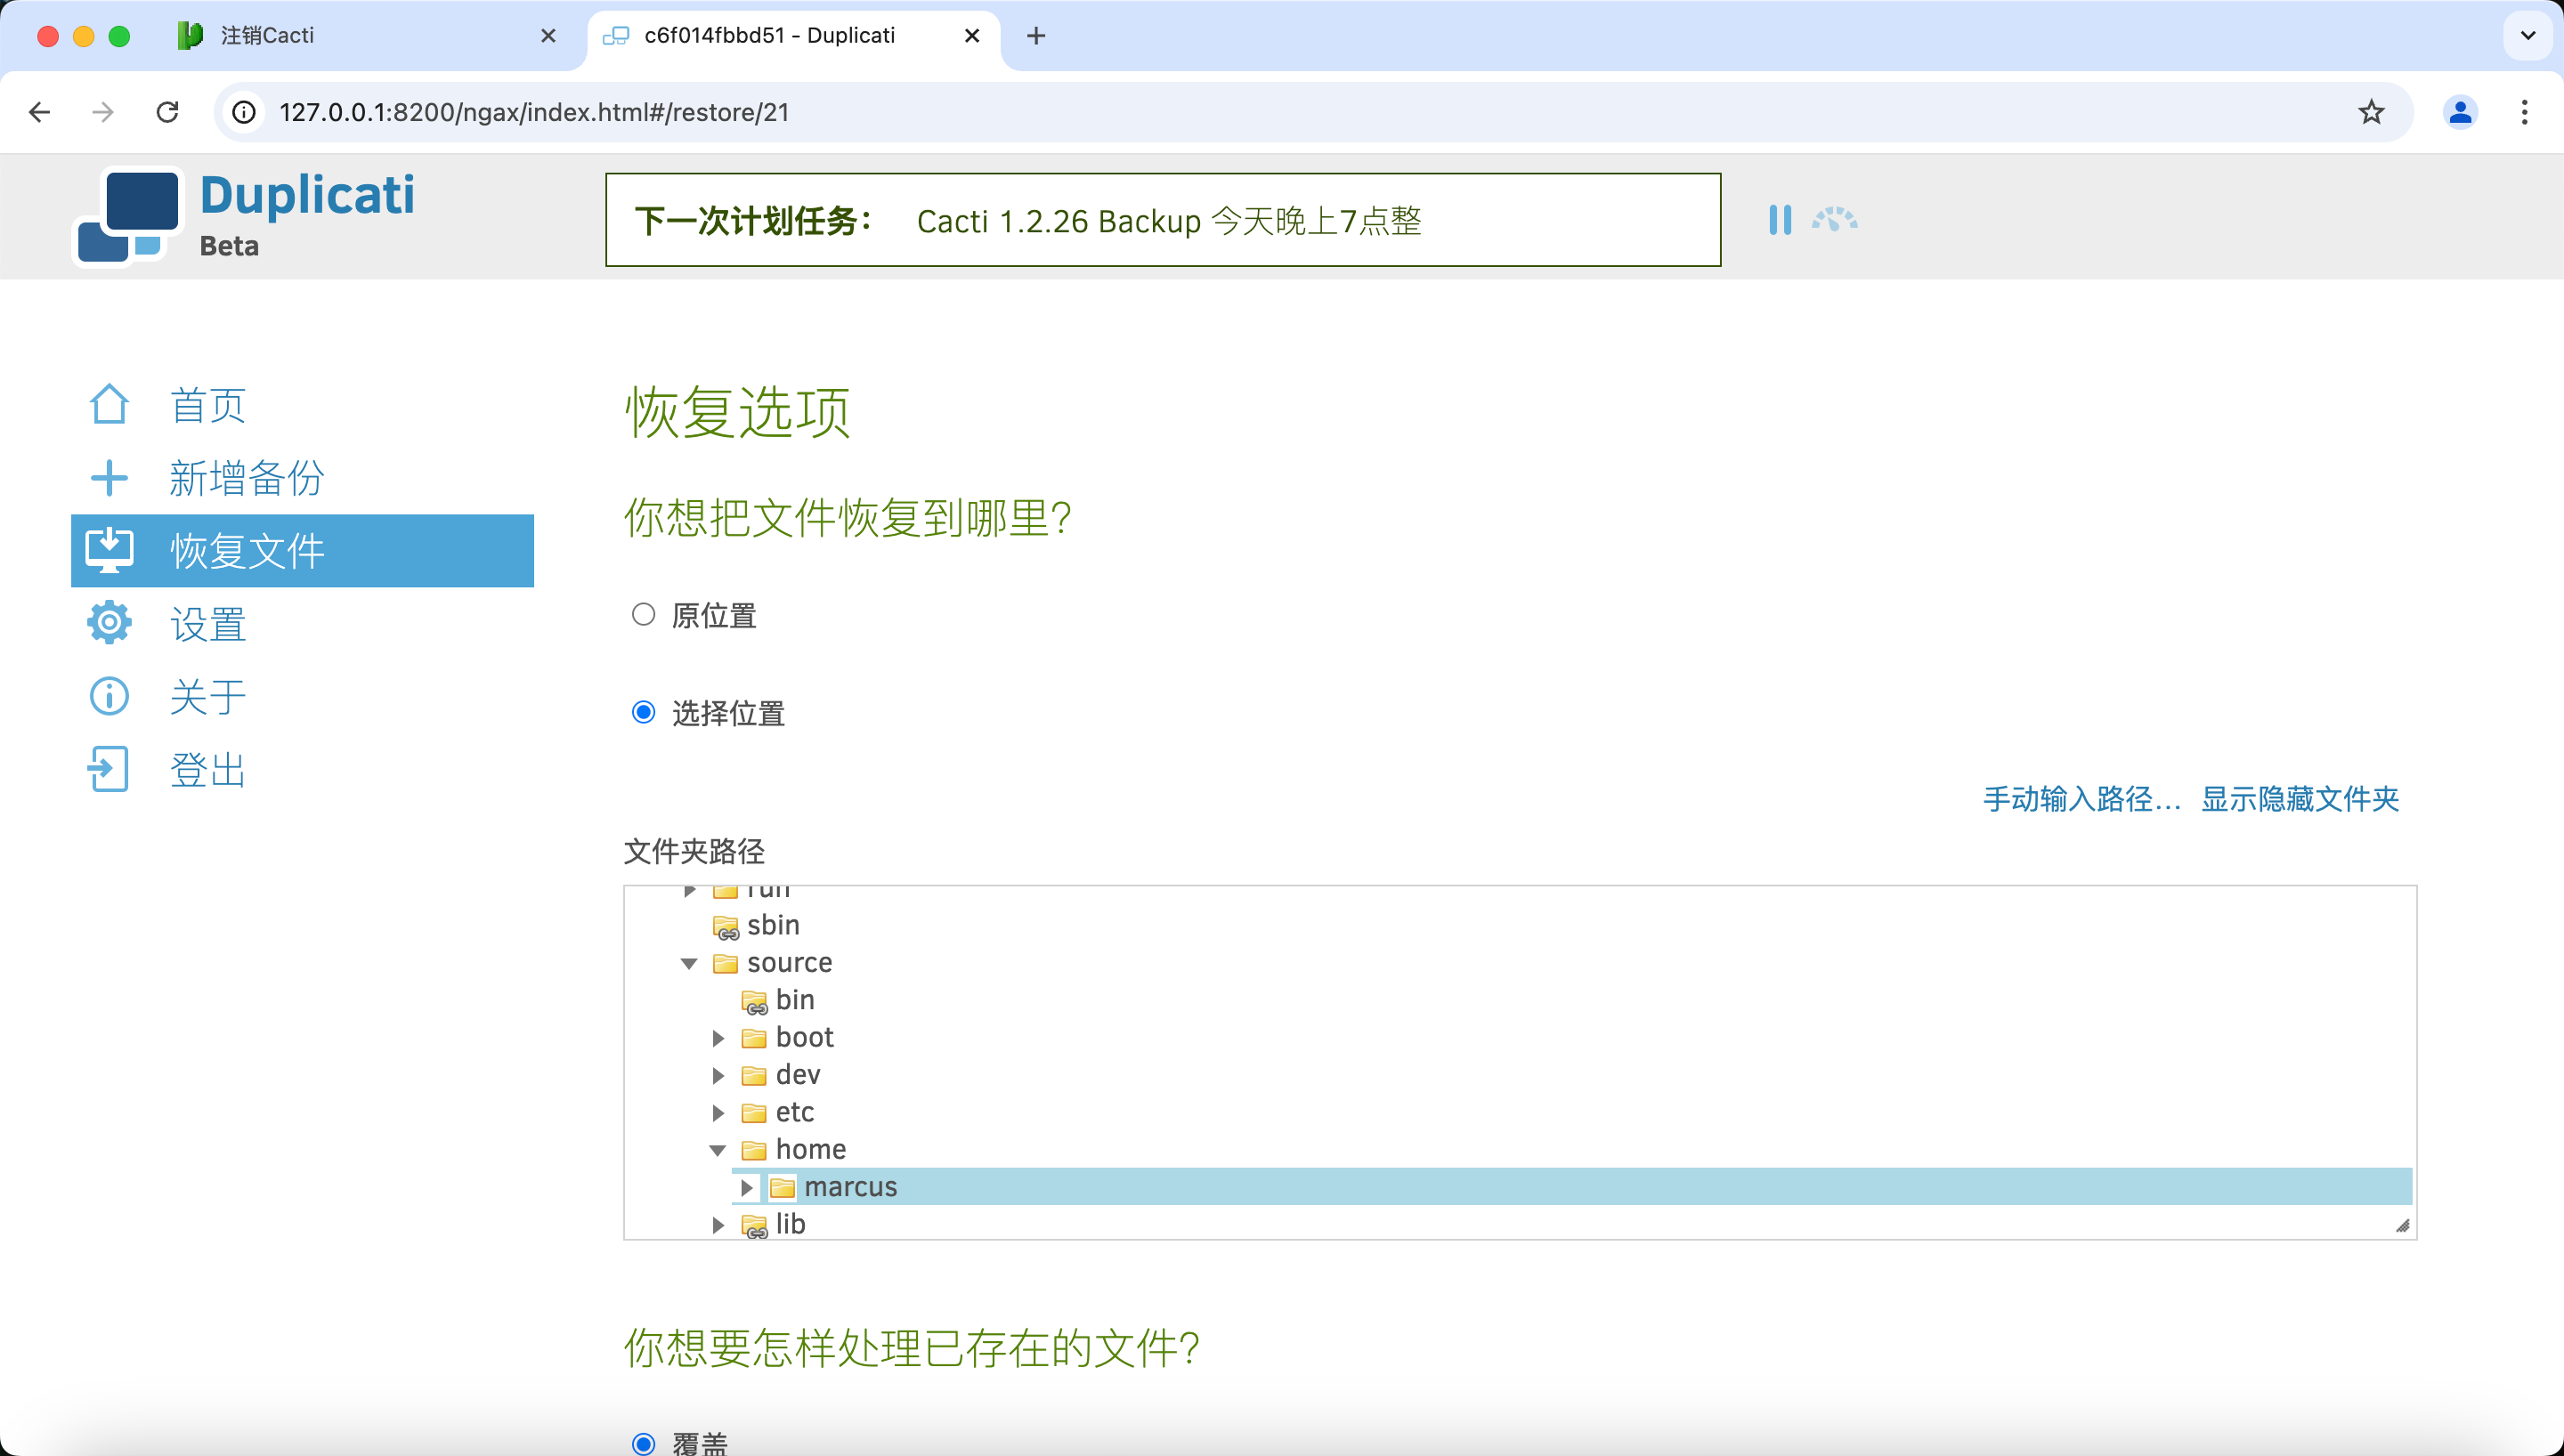 注销Cacti
c6f014fbbd51 - Duplicati
127.0.0.1:8200/ngax/index.html#/restore/21
Duplicati
Beta
下一次计划任务： Cacti 1.2.26 Backup 今天晚上7点整
首页
新增备份
恢复文件
设置
关于
登出
恢复选项
你想把文件恢复到哪里？
原位置
选择位置
手动输入路径... 显示隐藏文件夹
文件夹路径
run
sbin
source
bin
boot
dev
etc
home
marcus
lib
你想要怎样处理已存在的文件？
覆盖